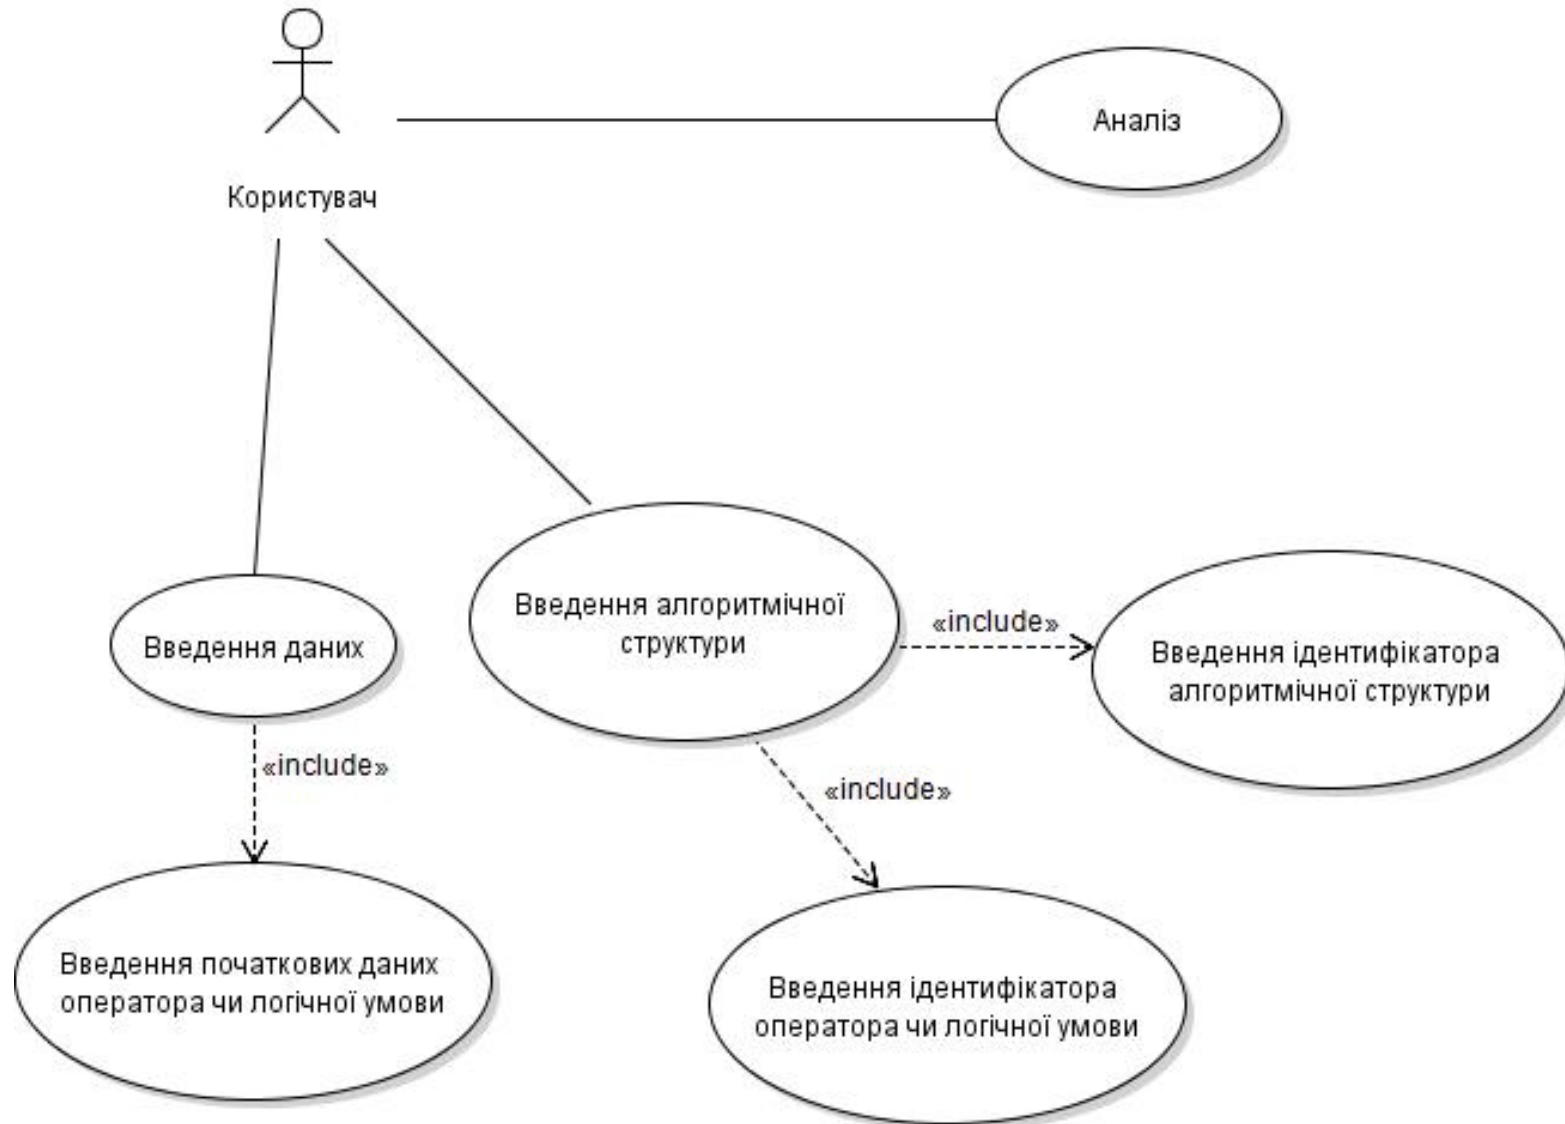 Аналіз
Користувач
Введення алгоритмічної
структури
«include»
Введення ідентифікатора
алгоритмічної структури
Введення даних
«include»
«include»
Введення початкових даних
оператора чи логічної умови
Введення ідентифікатора
оператора чи логічної умови